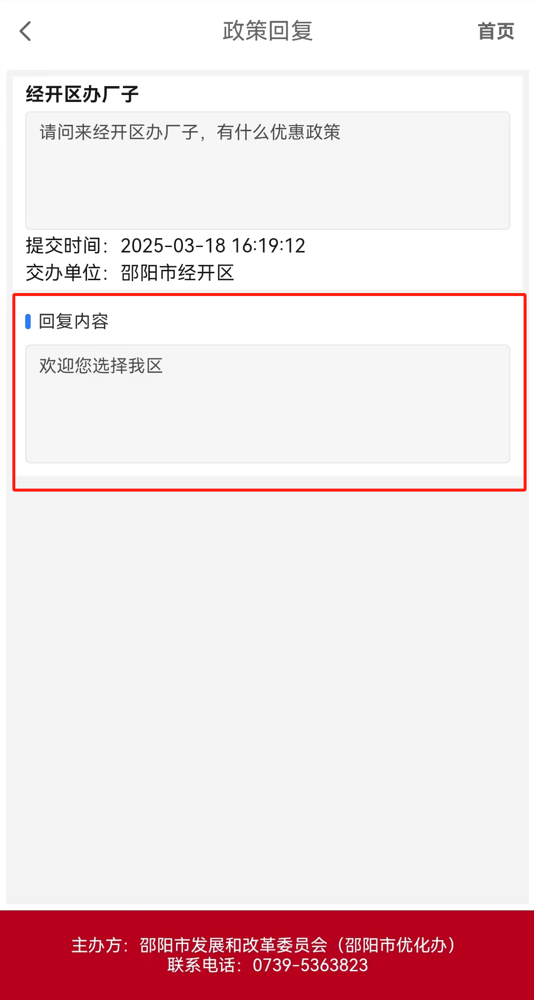 政策回复
首页
经开区办厂子
请问来经开区办厂子，有什么优惠政策
提交时间：2025-03-18 16:19:12
交办单位：邵阳市经开区
回复内容
欢迎您选择我区
主办方：邵阳市发展和改革委员会（邵阳市优化办）
联系电话：0739-5363823